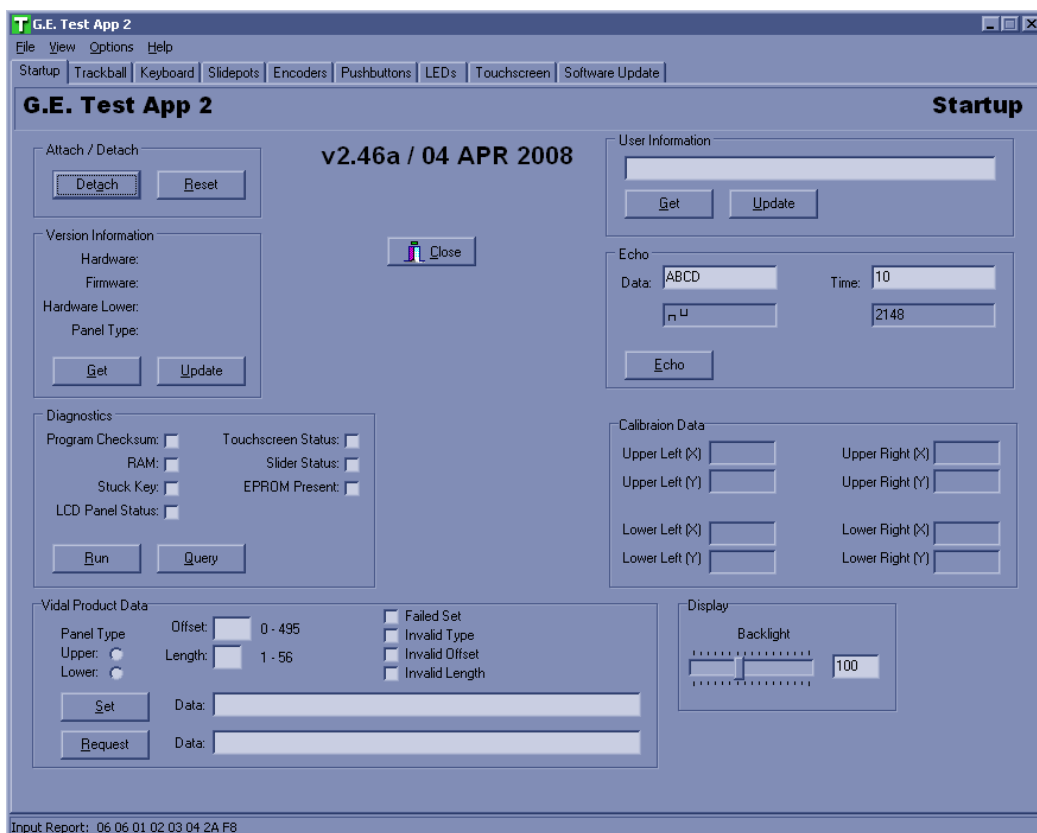 G.E. Test App 2
File View Options Help
Startup Trackball Keyboard Slidepots Encoders Pushbuttons LEDs Touchscreen Software Update
G.E. Test App 2
Startup
v2.46a / 04 APR 2008
Attach / Detach
Detach Reset
Version Information
Hardware:
Firmware:
Hardware Lower:
Panel Type:
Get Update
Close
User Information
Get Update
Echo
Data: ABCD Time: 10
2148
Echo
Diagnostics
Program Checksum: Touchscreen Status:
RAM: Slider Status:
Stuck Key: EPROM Present:
LCD Panel Status:
Run Query
Calibraion Data
Upper Left (X) Upper Right (X)
Upper Left (Y) Upper Right (Y)
Lower Left (X) Lower Right (X)
Lower Left (Y) Lower Right (Y)
Vidal Product Data
Panel Type
Upper:
Lower:
Offset: 0 - 495
Length: 1 - 56
Failed Set
Invalid Type
Invalid Offset
Invalid Length
Set Data:
Request Data:
Display
Backlight
100
Input Report: 06 06 01 02 03 04 2A F8